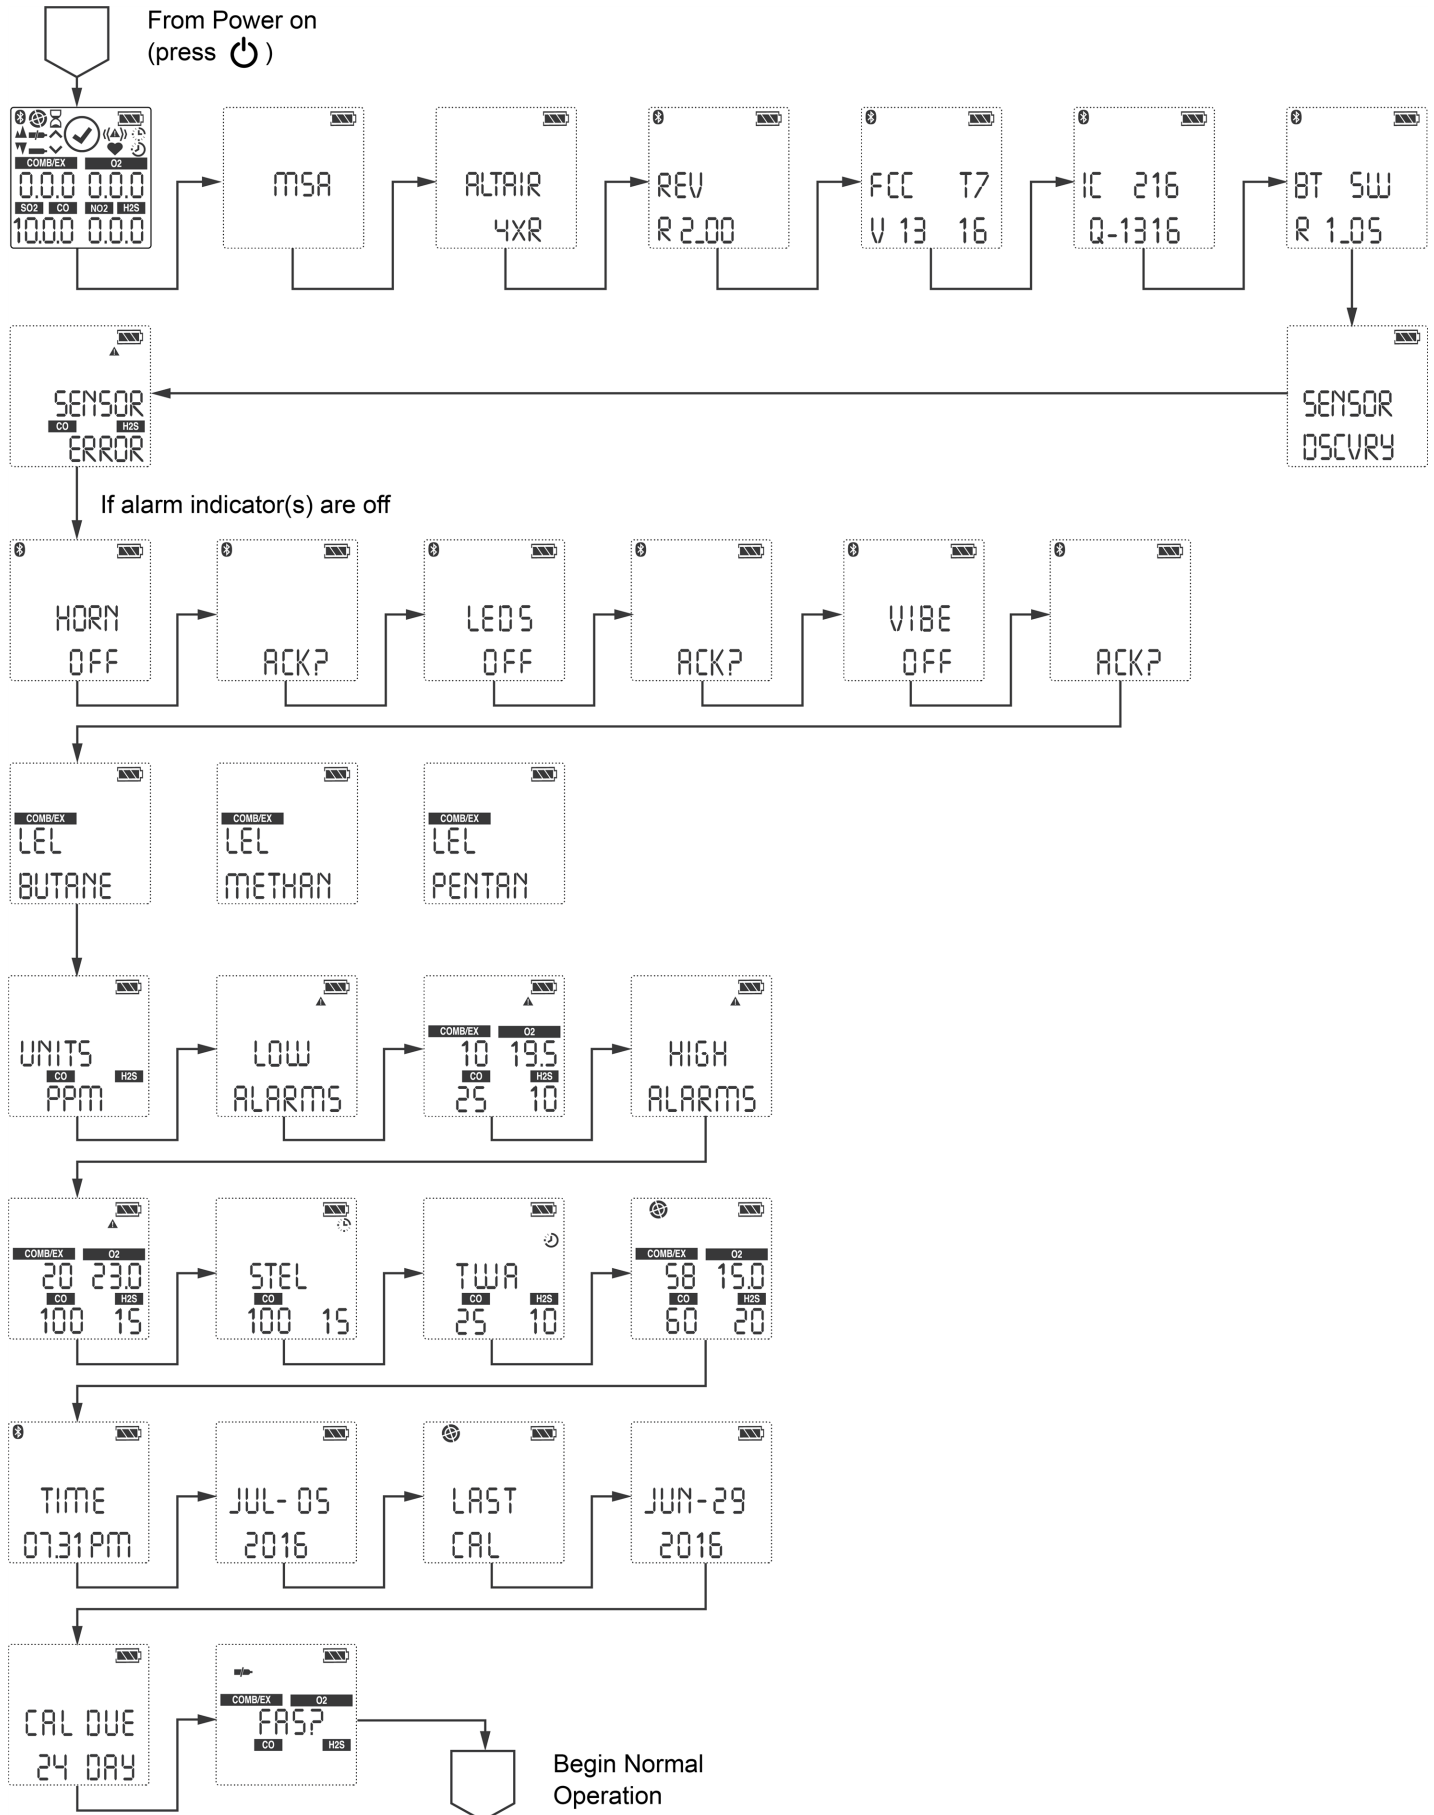 From Power on
(press )
COMB/EX O2
0.0.0 0.0.0
SO2 CO NO2 H2S
10.0.0 0.0.0
MSA
ALTAIR
4XR
REV
R 2_00
FCC T7
V 13 16
IC 216
Q-1316
BT SW
R 1_05
SENSOR
CO H2S
ERROR
SENSOR
DSCVRY
If alarm indicator(s) are off
HORN
OFF
ACK?
LEDS
OFF
ACK?
VIBE
OFF
ACK?
COMB/EX
LEL
BUTANE
COMB/EX
LEL
METHAN
COMB/EX
LEL
PENTAN
UNITS
CO H2S
PPM
LOW
ALARMS
COMB/EX O2
10 19.5
CO H2S
25 10
HIGH
ALARMS
COMB/EX O2
20 23.0
CO H2S
100 15
STEL
CO
100 15
TWA
CO H2S
25 10
COMB/EX O2
58 15.0
CO H2S
60 20
TIME
07.31 PM
JUL-05
2016
LAST
CAL
JUN-29
2016
CAL DUE
24 DAY
COMB/EX O2
FAS?
CO H2S
Begin Normal
Operation